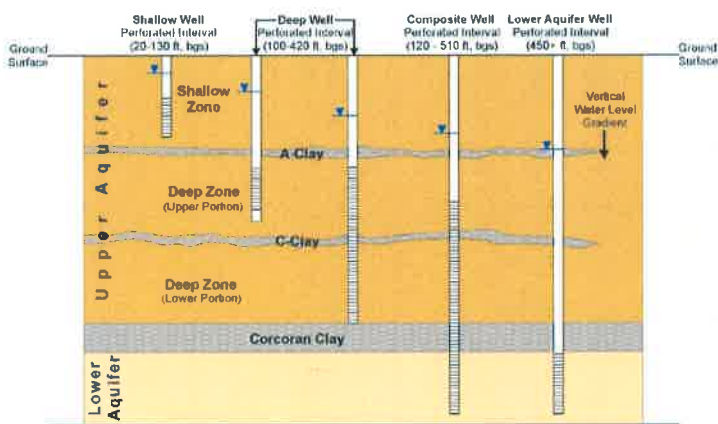 Shallow Well
Perforated Interval
(20-130 ft, bgs)
Deep Well
Perforated Interval
(100-420 ft, bgs)
Composite Well
Perforated Interval
(120 - 510 ft, bgs)
Lower Aquifer Well
Perforated Interval
(450+ ft, bgs)
Ground
Surface
Ground
Surface
Shallow
Zone
Vertical
Water Level
Gradient
Upper Aquifer
A-Clay
Deep Zone
(Upper Portion)
C-Clay
Deep Zone
(Lower Portion)
Corcoran Clay
Lower
Aquifer